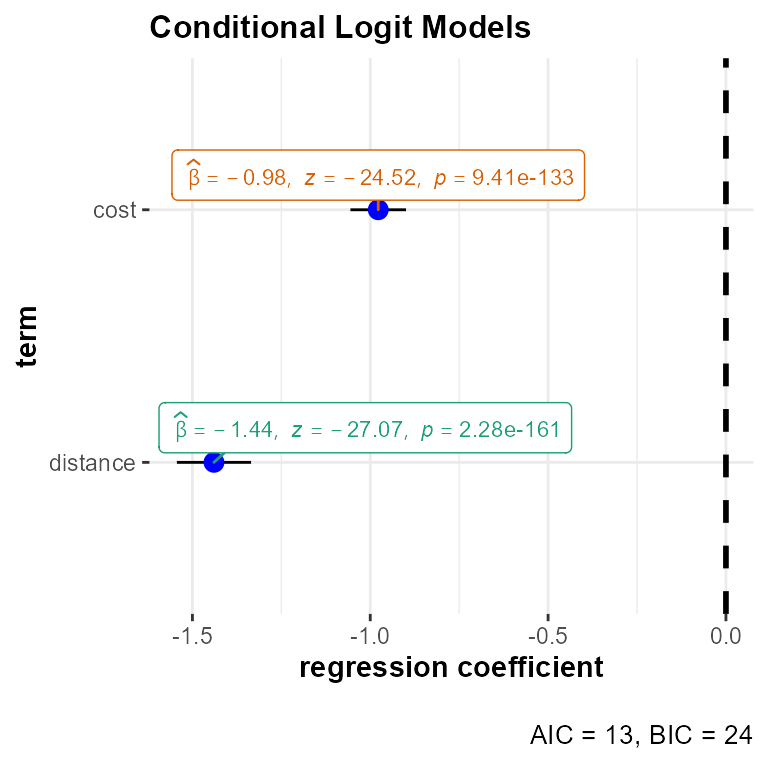 Conditional Logit Models
β̂ = − 0.98, z = − 24.52, p = 9.41e-133
cost
term
β̂ = − 1.44, z = − 27.07, p = 2.28e-161
distance
-1.5 -1.0 -0.5 0.0
regression coefficient
AIC = 13, BIC = 24